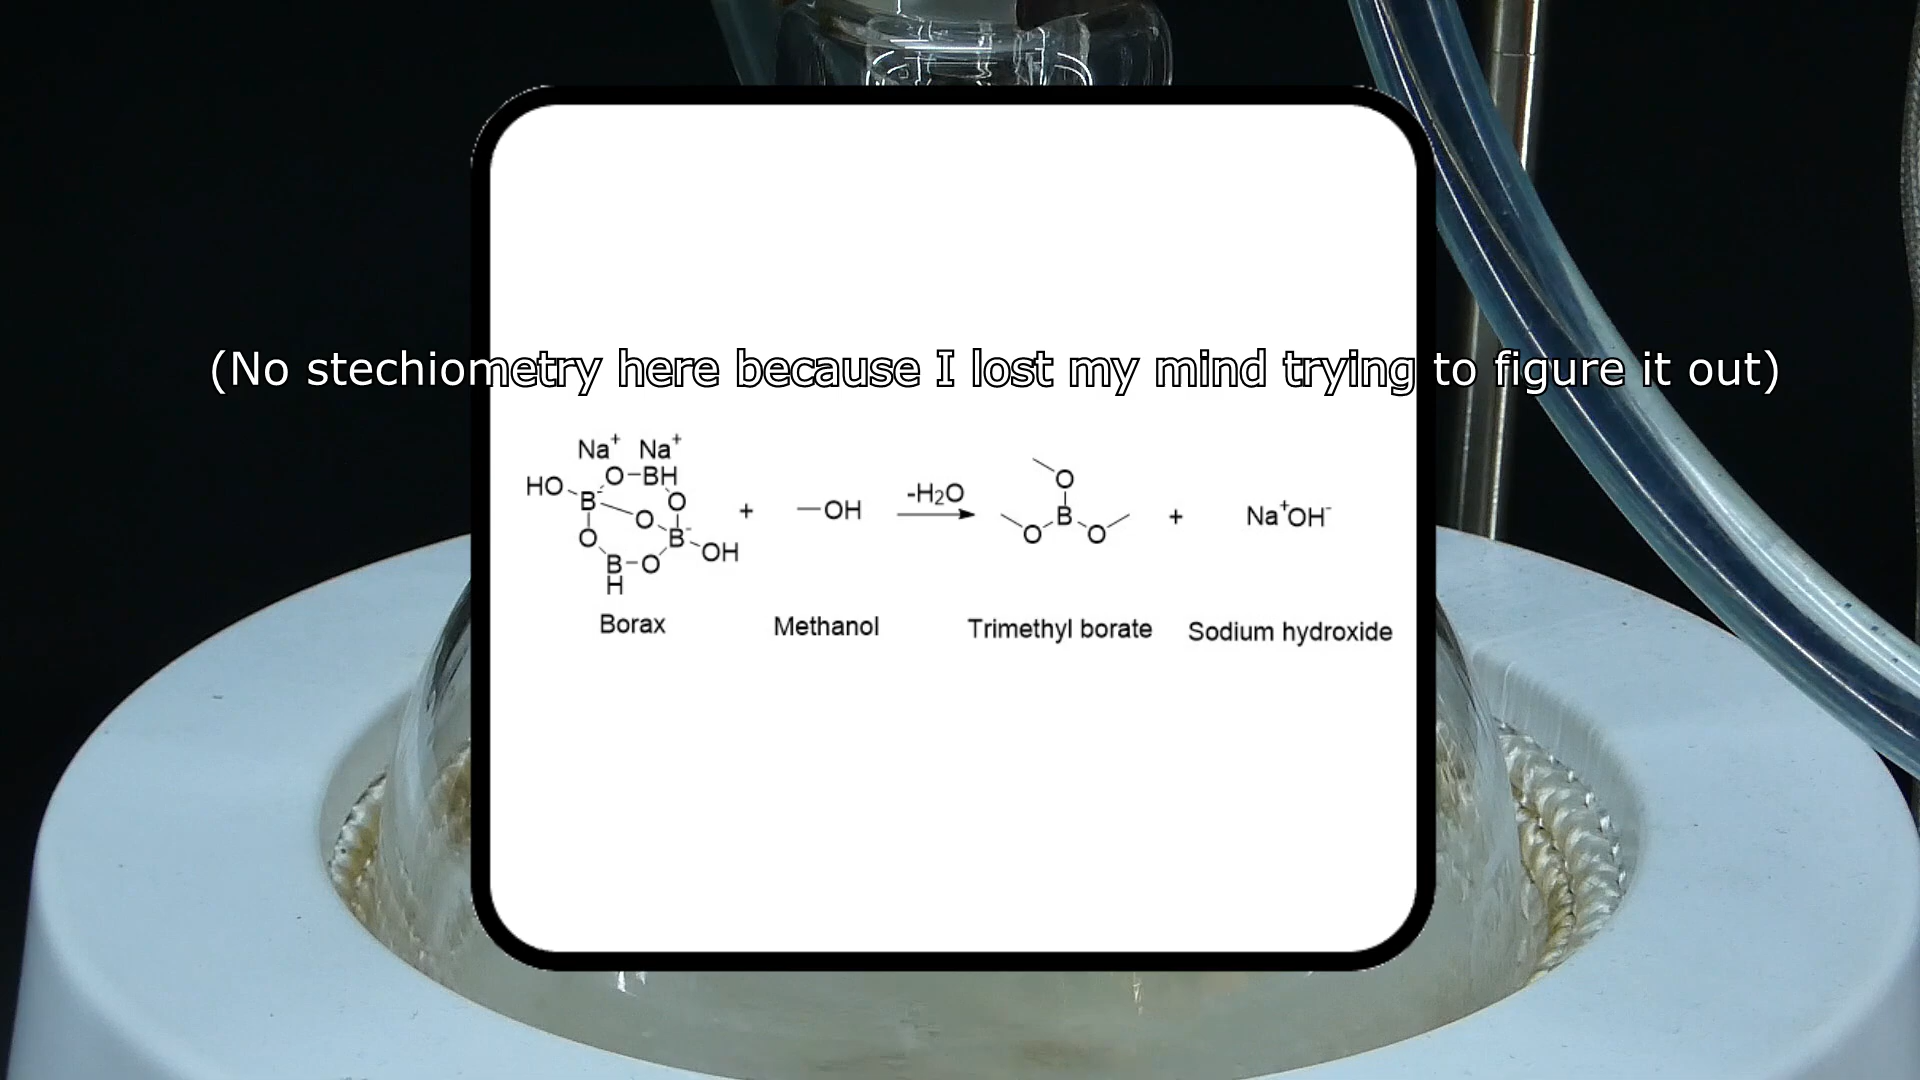 (No stechiometry here because I lost my mind trying to figure it out)
Na⁺ Na⁺
O-BH
HO
B⁻
O
O
B⁻
O
OH
B-O
H
+
OH
-H₂O
O
B
O
O
+
Na⁺OH⁻
Borax
Methanol
Trimethyl borate
Sodium hydroxide